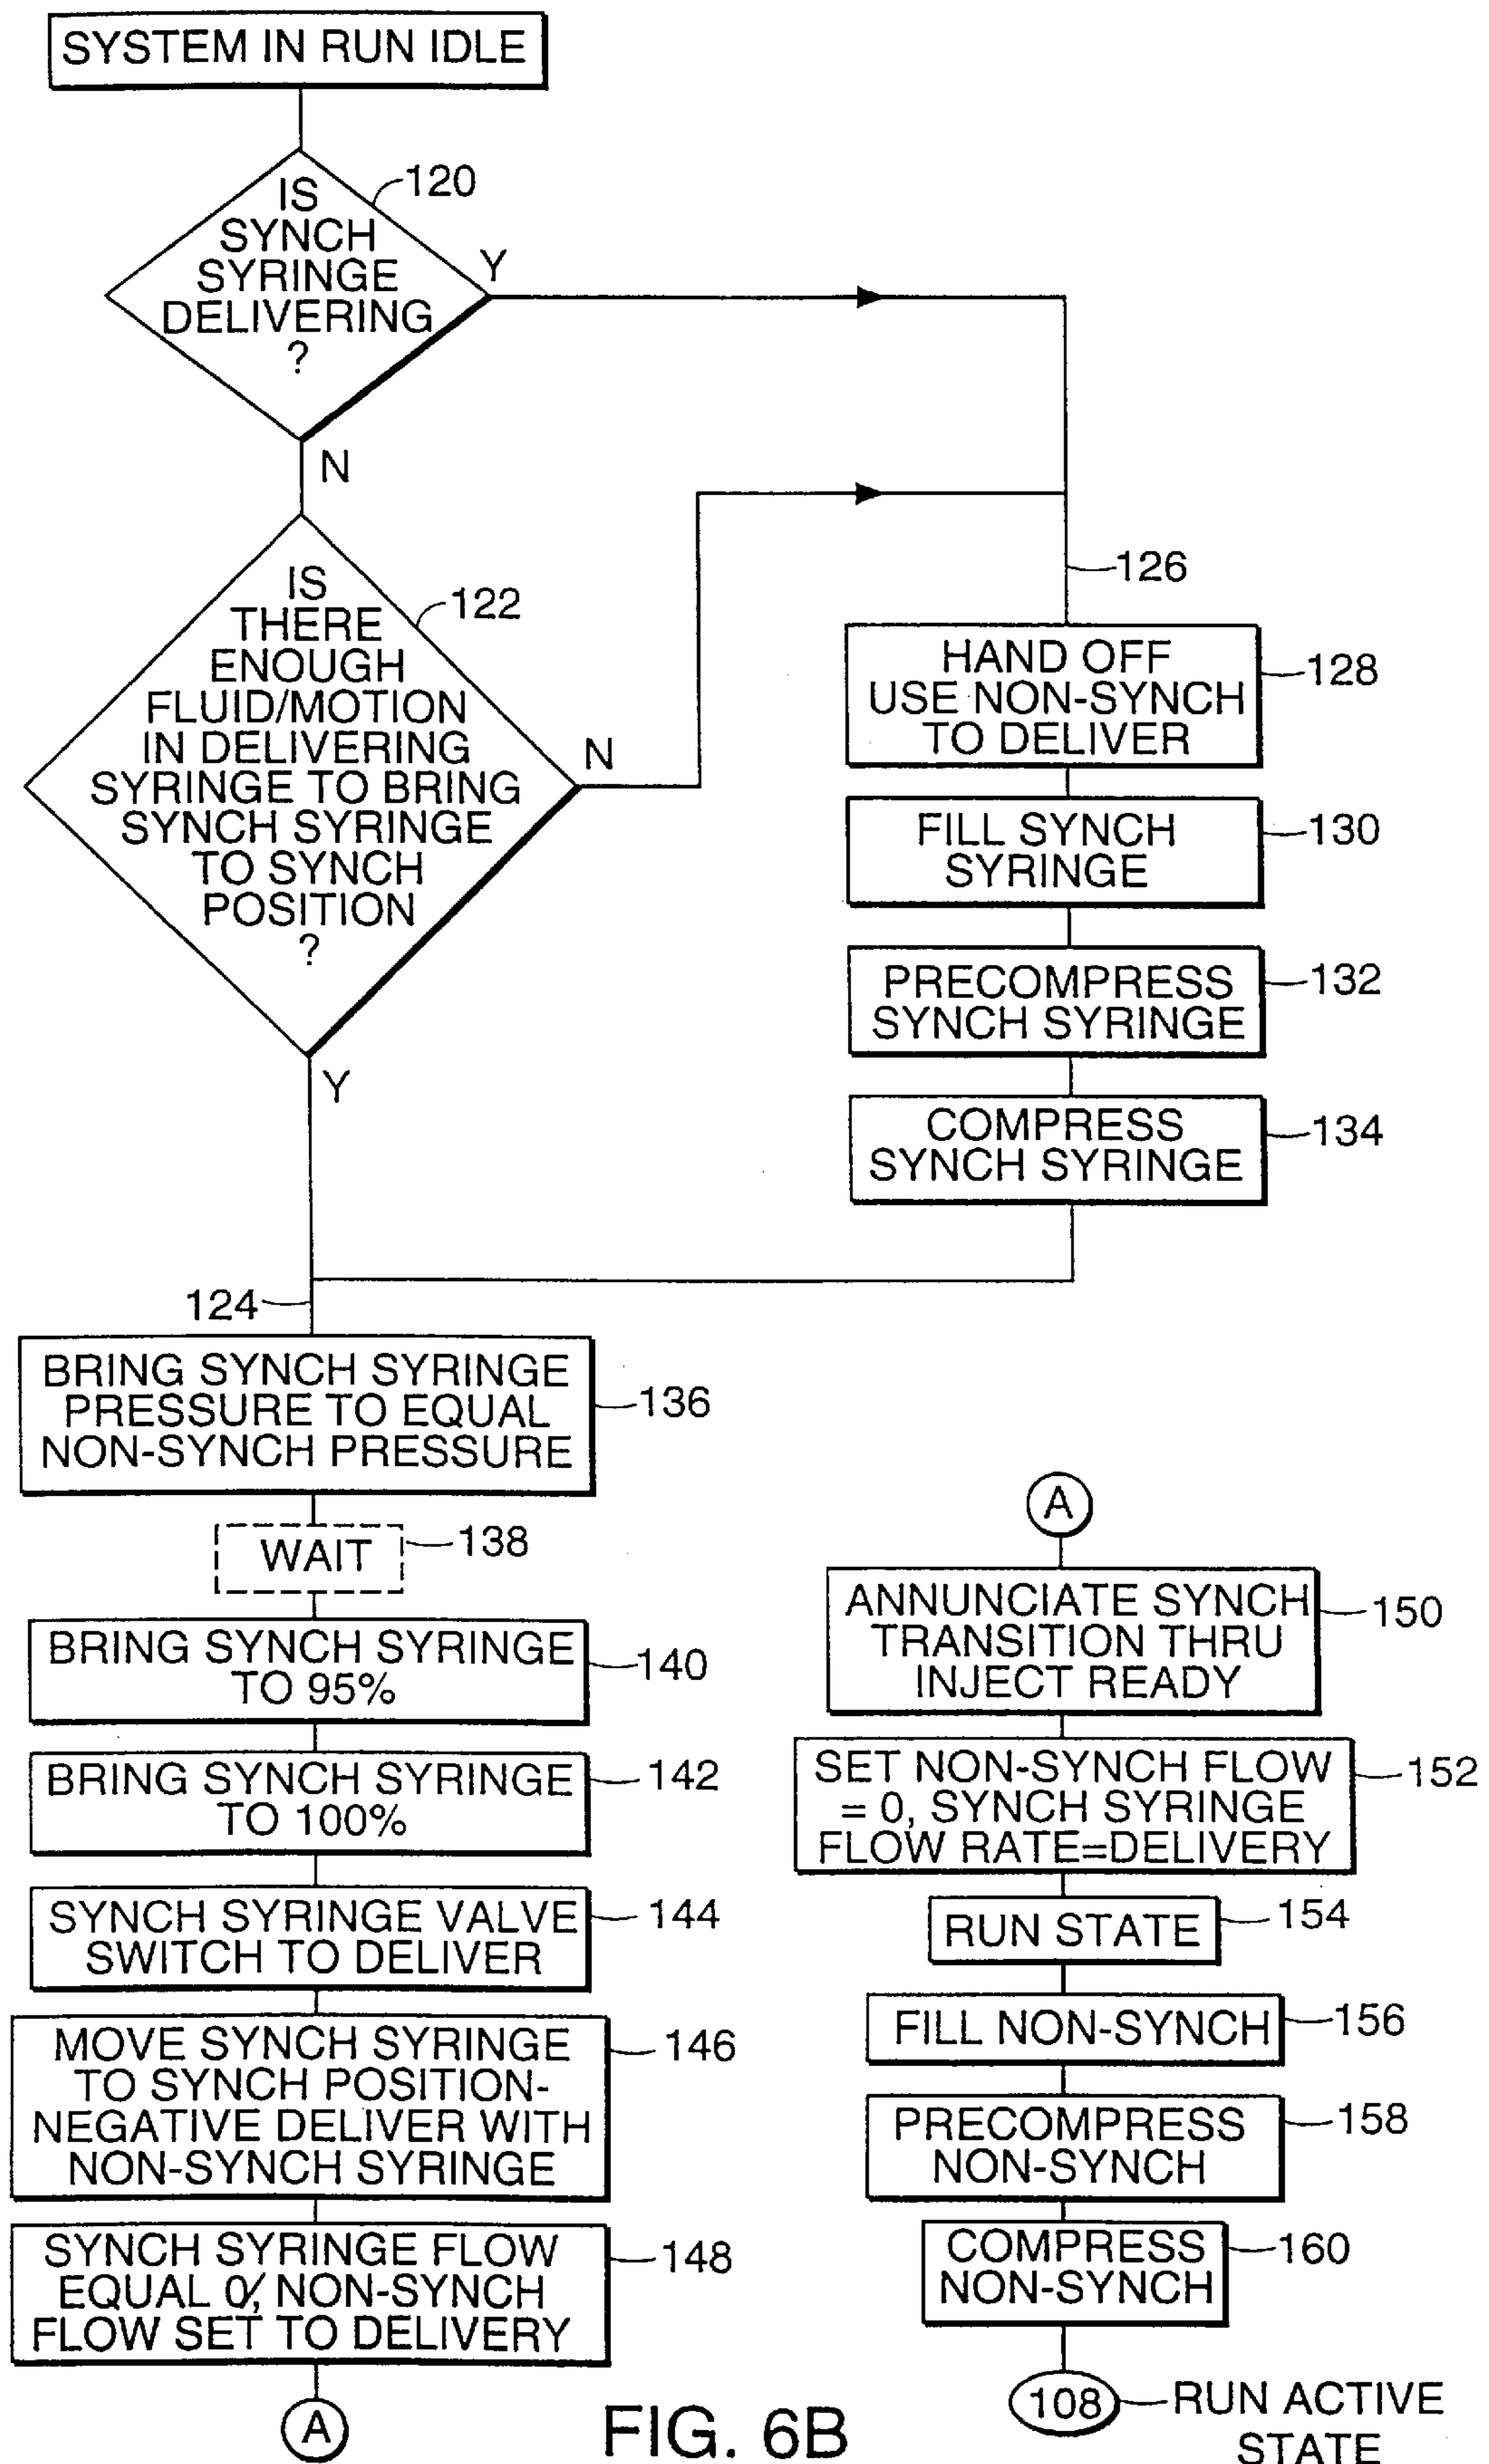 SYSTEM IN RUN IDLE
IS
SYNCH
SYRINGE
DELIVERING
?
120
Y
N
IS
THERE
ENOUGH
FLUID/MOTION
IN DELIVERING
SYRINGE TO BRING
SYNCH SYRINGE
TO SYNCH
POSITION
?
122
N
Y
126
HAND OFF
USE NON-SYNCH
TO DELIVER
128
FILL SYNCH
SYRINGE
130
PRECOMPRESS
SYNCH SYRINGE
132
COMPRESS
SYNCH SYRINGE
134
124
BRING SYNCH SYRINGE
PRESSURE TO EQUAL
NON-SYNCH PRESSURE
136
WAIT
138
BRING SYNCH SYRINGE
TO 95%
140
BRING SYNCH SYRINGE
TO 100%
142
SYNCH SYRINGE VALVE
SWITCH TO DELIVER
144
MOVE SYNCH SYRINGE
TO SYNCH POSITION-
NEGATIVE DELIVER WITH
NON-SYNCH SYRINGE
146
SYNCH SYRINGE FLOW
EQUAL 0, NON-SYNCH
FLOW SET TO DELIVERY
148
A
A
ANNUNCIATE SYNCH
TRANSITION THRU
INJECT READY
150
SET NON-SYNCH FLOW
= 0, SYNCH SYRINGE
FLOW RATE=DELIVERY
152
RUN STATE
154
FILL NON-SYNCH
156
PRECOMPRESS
NON-SYNCH
158
COMPRESS
NON-SYNCH
160
108
RUN ACTIVE
STATE
FIG. 6B